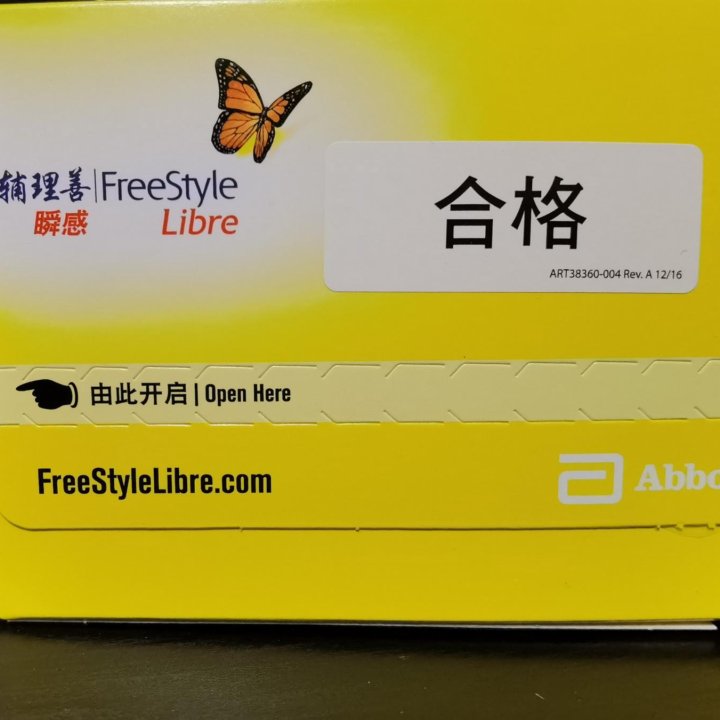 辅理善|FreeStyle
瞬感 Libre
合格
ART38360-004 Rev. A 12/16
由此开启 | Open Here
FreeStyleLibre.com